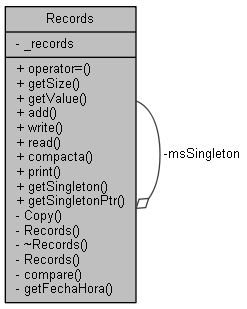 Records
- _records
+ operator=()
+ getSize()
+ getValue()
+ add()
+ write()
+ read()
+ compacta()
+ print()
+ getSingleton()
+ getSingletonPtr()
- Copy()
- Records()
- ~Records()
- Records()
- compare()
- getFechaHora()
-msSingleton